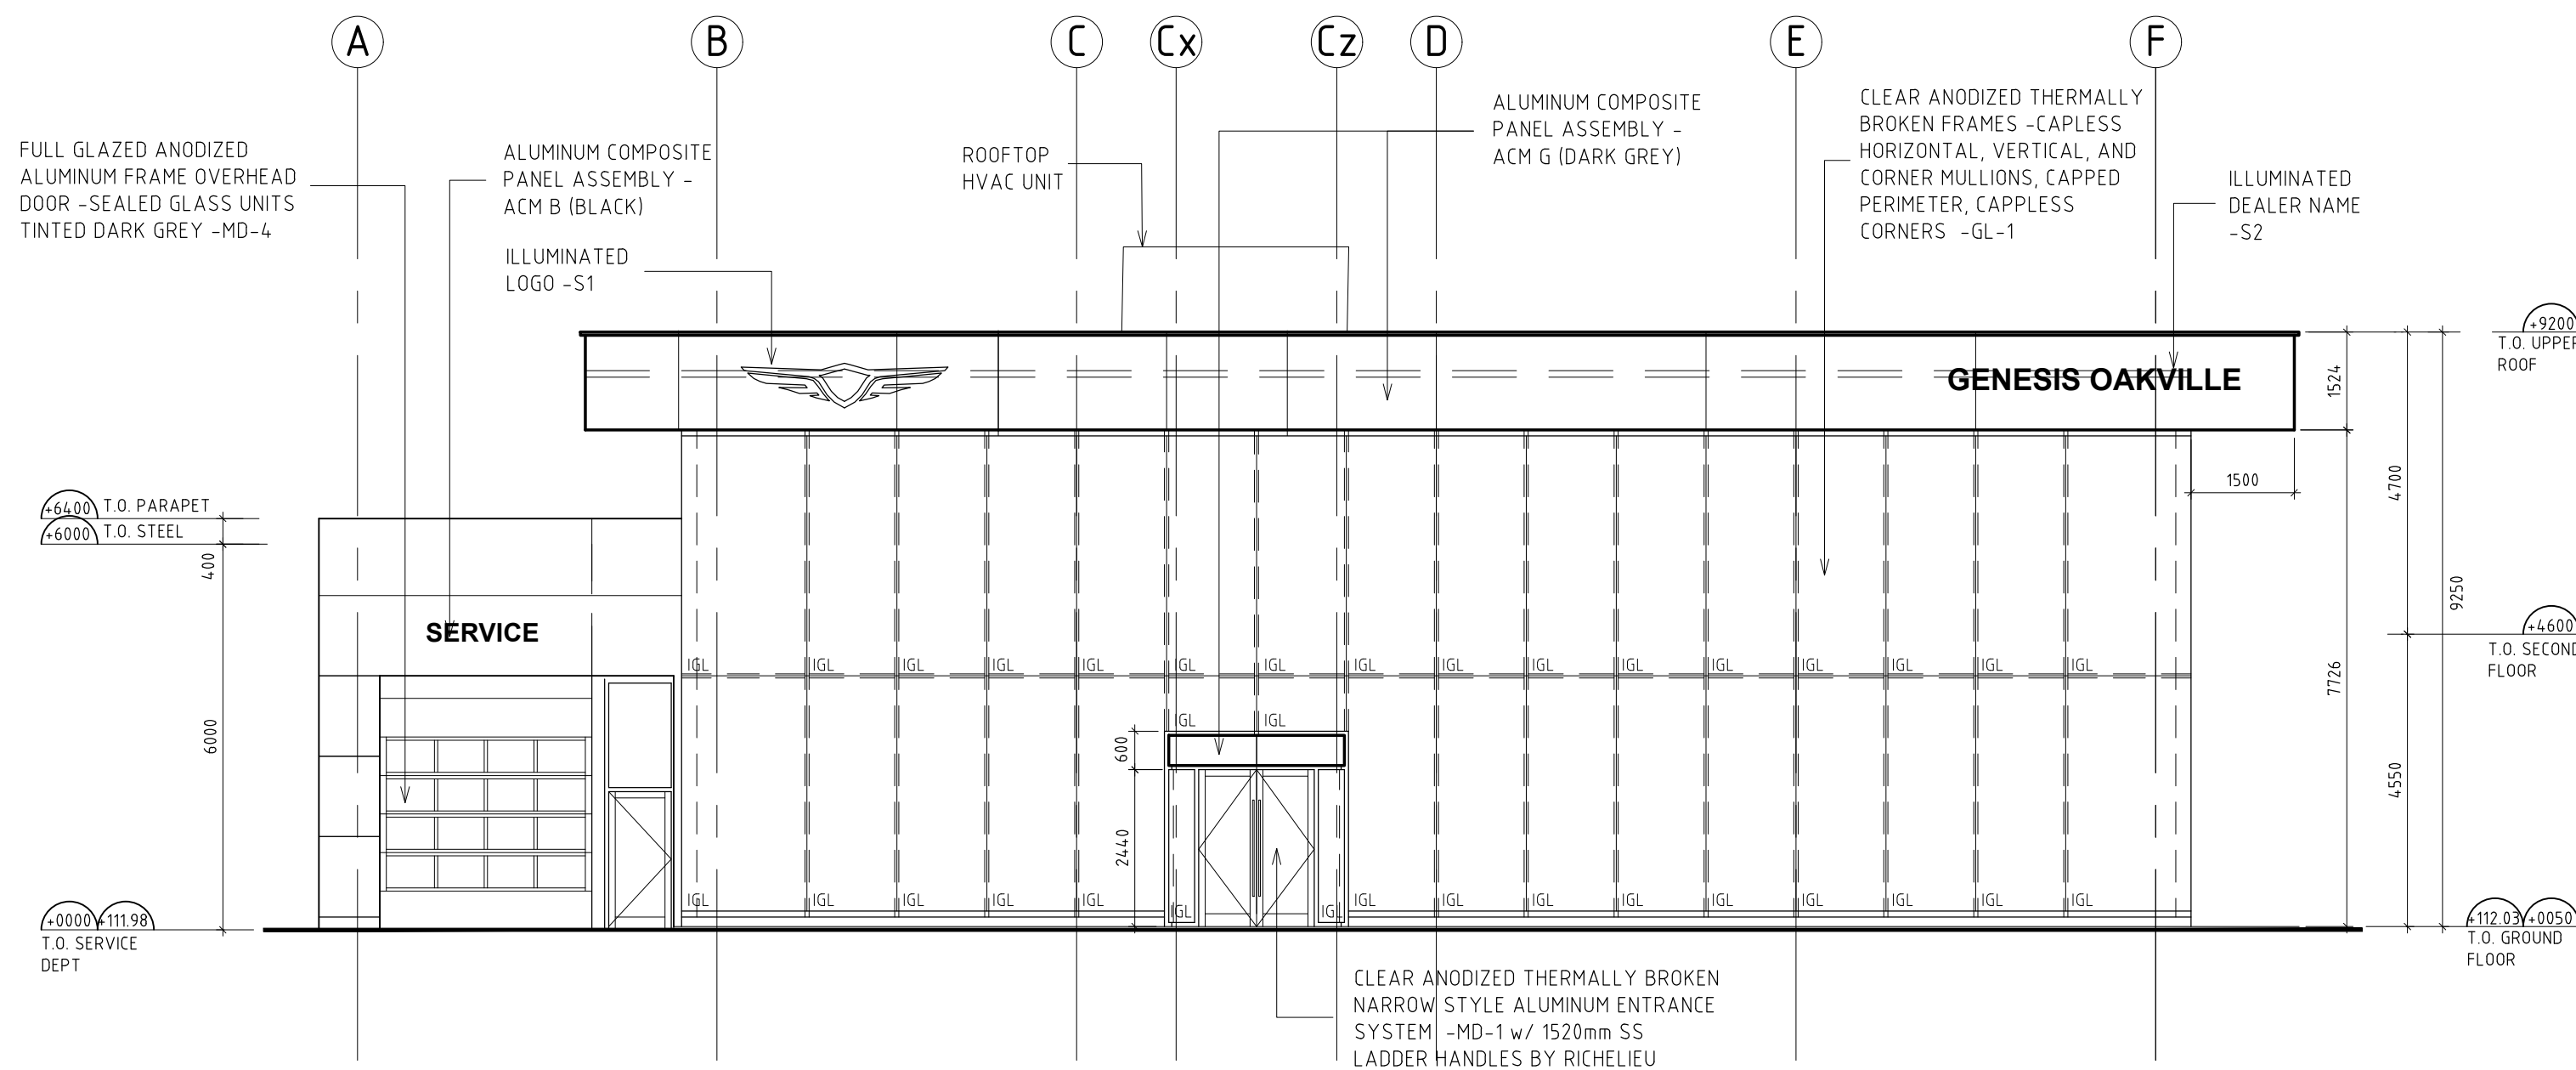 A
B
C
Cx
Cz
D
E
F
FULL GLAZED ANODIZED
ALUMINUM FRAME OVERHEAD
DOOR -SEALED GLASS UNITS
TINTED DARK GREY -MD-4
ALUMINUM COMPOSITE
PANEL ASSEMBLY -
ACM B (BLACK)
ILLUMINATED
LOGO -S1
ROOFTOP
HVAC UNIT
ALUMINUM COMPOSITE
PANEL ASSEMBLY -
ACM G (DARK GREY)
CLEAR ANODIZED THERMALLY
BROKEN FRAMES -CAPLESS
HORIZONTAL, VERTICAL, AND
CORNER MULLIONS, CAPPED
PERIMETER, CAPPLESS
CORNERS -GL-1
ILLUMINATED
DEALER NAME
-S2
+9200
T.O. UPPER
ROOF
GENESIS OAKVILLE
1524
1500
4700
9250
+6400 T.O. PARAPET
+6000 T.O. STEEL
400
6000
SERVICE
+4600
T.O. SECOND
FLOOR
7726
4550
IGL IGL IGL IGL IGL IGL IGL IGL IGL IGL IGL IGL IGL IGL IGL IGL
IGL IGL
600
2440
IGL IGL IGL IGL IGL IGL IGL IGL IGL IGL IGL IGL IGL IGL
IGL IGL
+0000 +111.98
T.O. SERVICE
DEPT
+112.03 +0050
T.O. GROUND
FLOOR
CLEAR ANODIZED THERMALLY BROKEN
NARROW STYLE ALUMINUM ENTRANCE
SYSTEM -MD-1 w/ 1520mm SS
LADDER HANDLES BY RICHELIEU